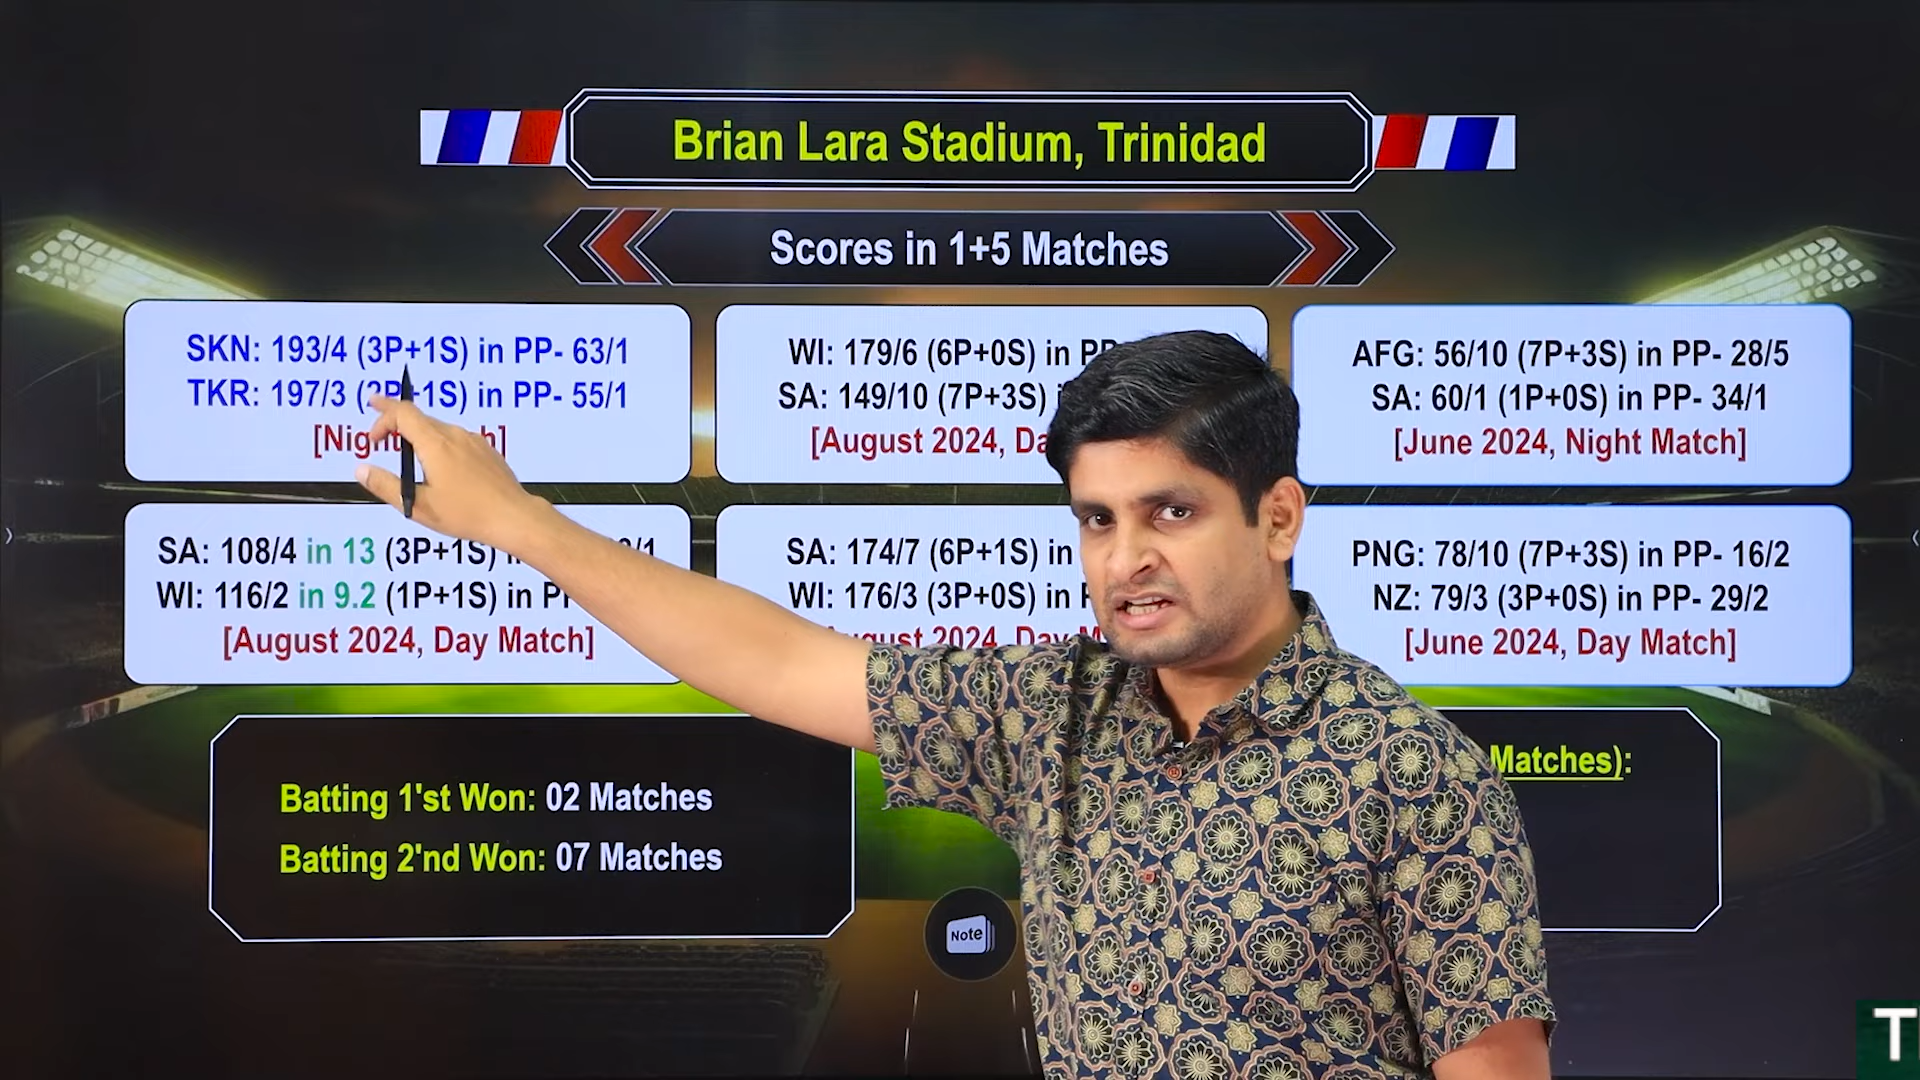 Brian Lara Stadium, Trinidad
Scores in 1+5 Matches
SKN: 193/4 (3P+1S) in PP- 63/1
TKR: 197/3 (2P+1S) in PP- 55/1
[Night
WI: 179/6 (6P+0S) in
SA: 149/10 (7P+3S)
[August 2024,
AFG: 56/10 (7P+3S) in PP- 28/5
SA: 60/1 (1P+0S) in PP- 34/1
[June 2024, Night Match]
SA: 108/4 in 13 (3P+1S)
WI: 116/2 in 9.2 (1P+1S) in
[August 2024, Day Match]
SA: 174/7 (6P+1S) in
WI: 176/3 (3P+0S) in
2024, Day
PNG: 78/10 (7P+3S) in PP- 16/2
NZ: 79/3 (3P+0S) in PP- 29/2
[June 2024, Day Match]
Batting 1'st Won: 02 Matches
Batting 2'nd Won: 07 Matches
Matches):
Note
T